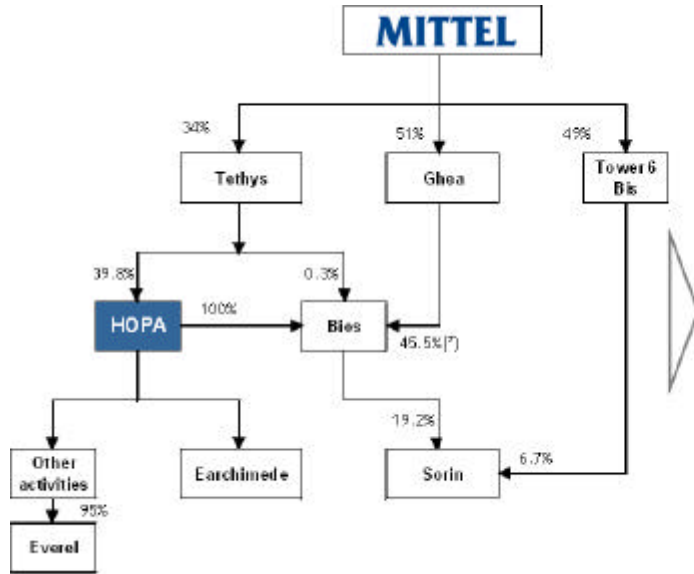 MITTEL
34%
51%
49%
Tethys
Ghea
Tower 6
Bis
39.8%
0.3%
HOPA
100%
Bios
45.5%(*)
19.2%
6.7%
Other
activities
Earchimede
Sorin
95%
Everel